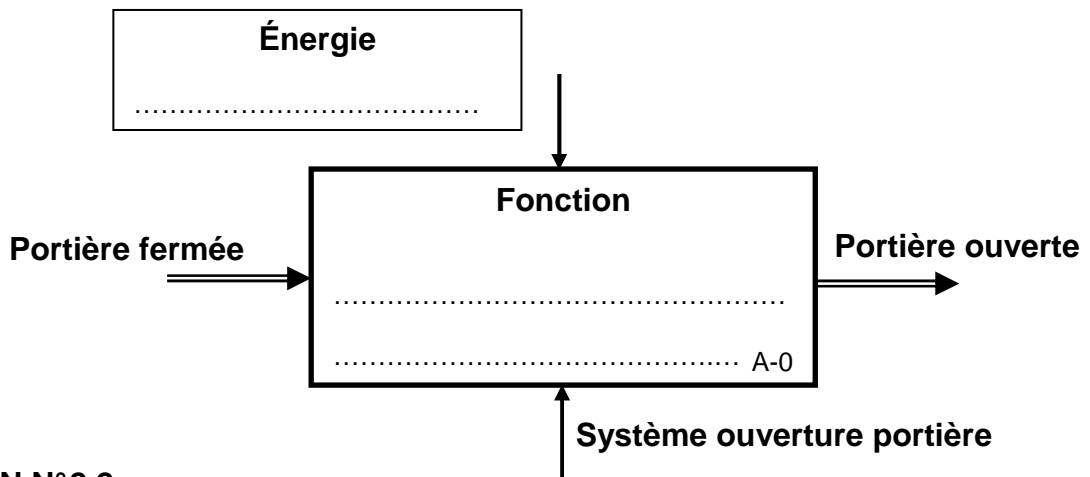 Énergie
.......................................
Fonction
Portière fermée
Portière ouverte
...................................................
.............................................. A-0
Système ouverture portière